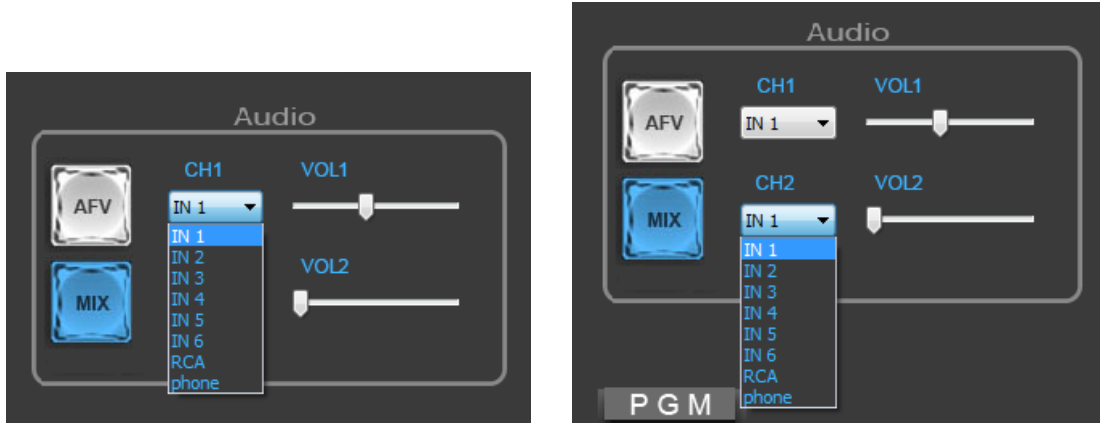 Audio
CH1 VOL1
AFV IN 1
IN 1
IN 2
VOL2
IN 3
MIX IN 4
IN 5
IN 6
RCA
phone
Audio
CH1 VOL1
AFV IN 1
CH2 VOL2
MIX IN 1
IN 1
IN 2
IN 3
IN 4
IN 5
IN 6
RCA
PGM phone